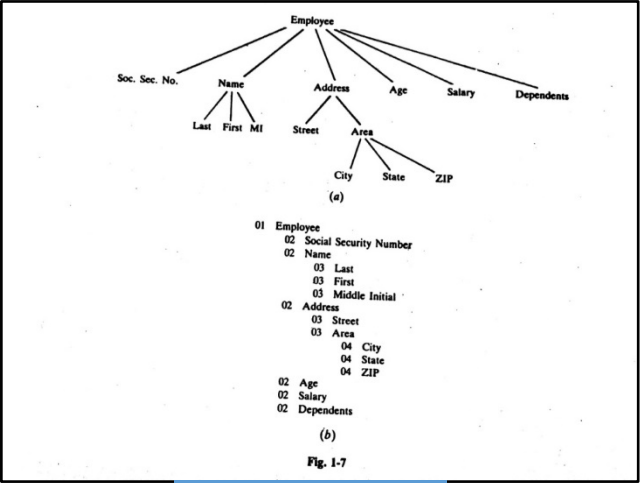 Employee
Soc. Sec. No. Name Address Age Salary Dependents
Last First MI Street Area
City State ZIP
(a)
01 Employee
02 Social Security Number
02 Name
03 Last
03 First
03 Middle Initial
02 Address
03 Street
03 Area
04 City
04 State
04 ZIP
02 Age
02 Salary
02 Dependents
(b)
Fig. 1-7